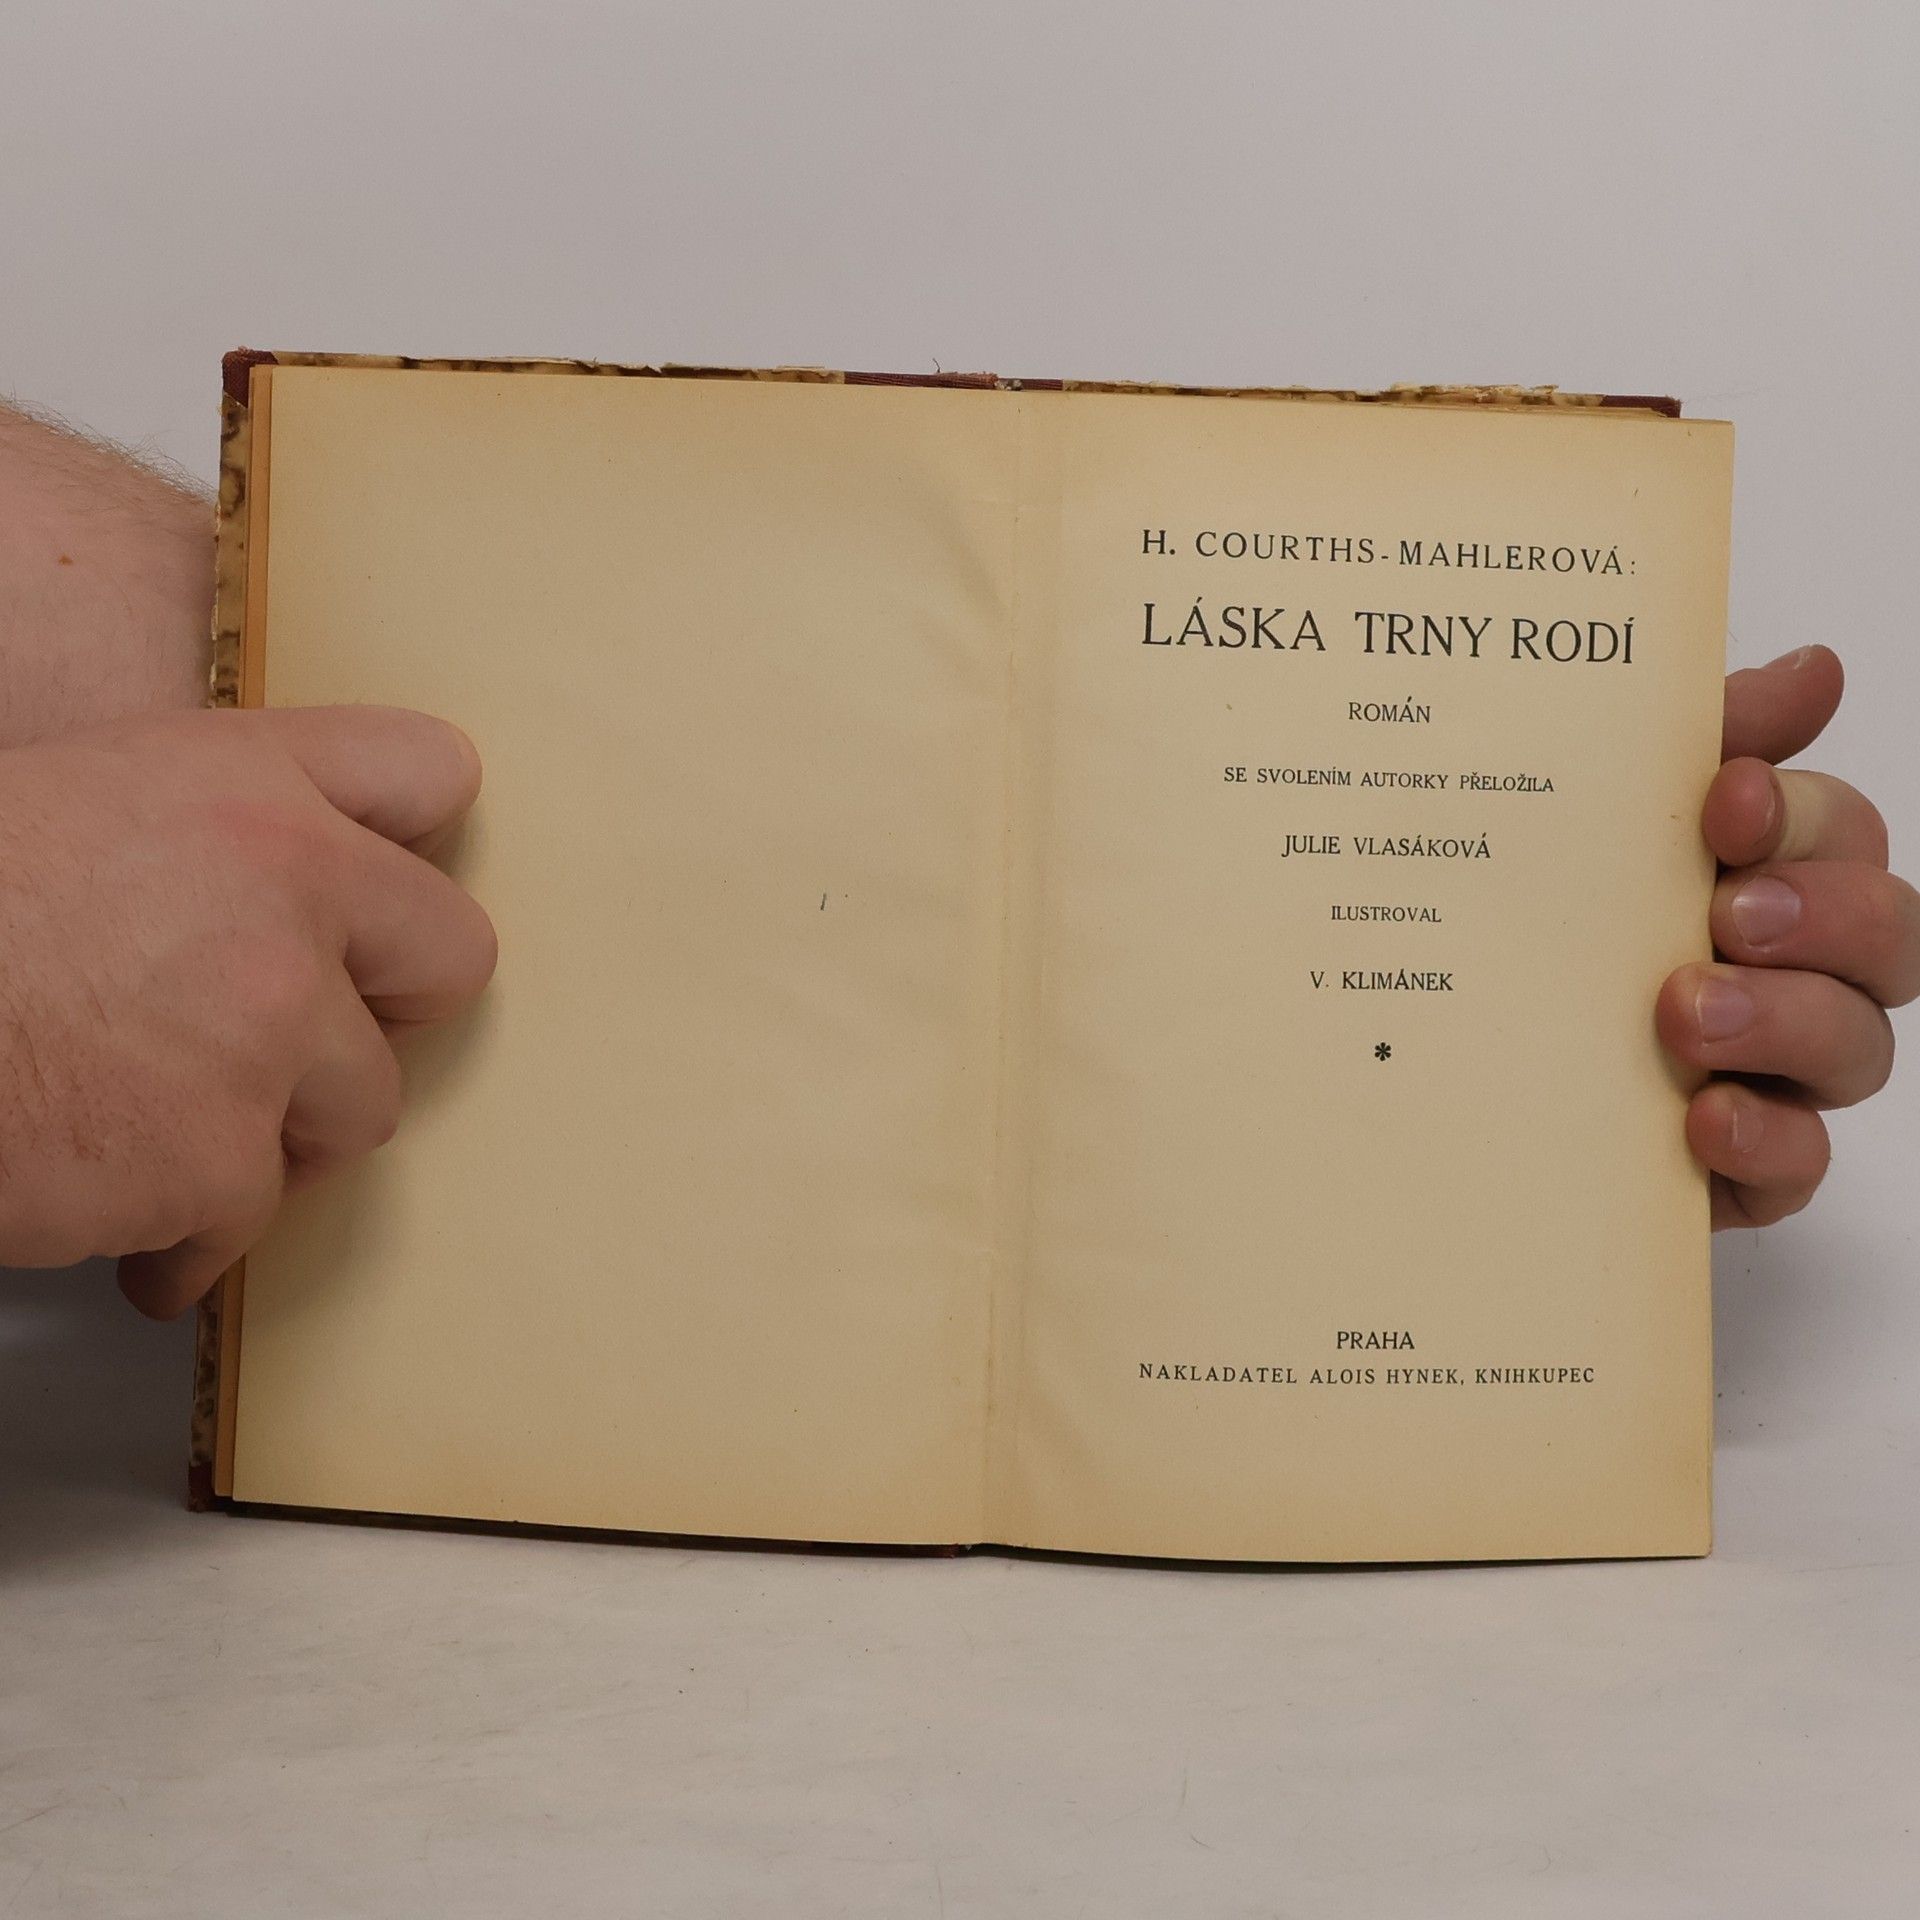 H. COURTHS-MAHLEROVÁ:
LÁSKA TRNY RODÍ
ROMÁN
SE SVOLENÍM AUTORKY PŘELOŽILA
JULIE VLASÁKOVÁ
ILUSTROVAL
V. KLIMÁNEK
*
PRAHA
NAKLADATEL ALOIS HYNEK, KNIHKUPEC